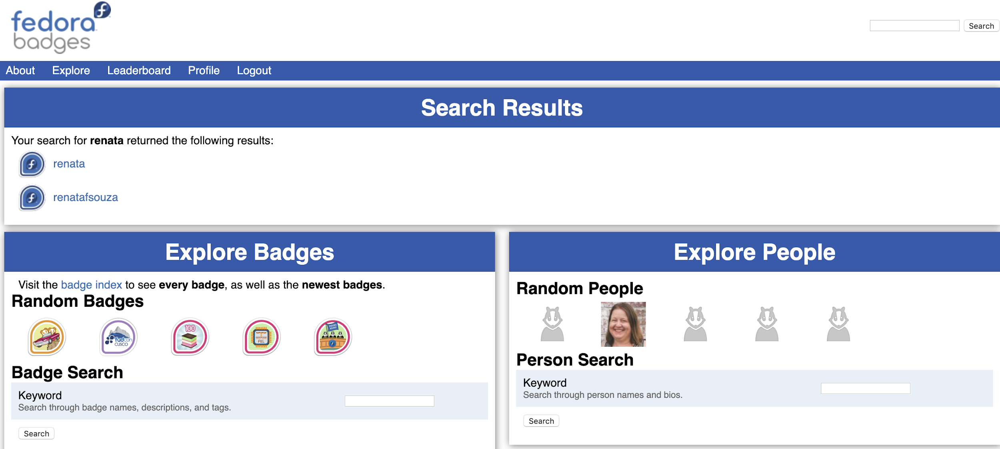 fedora
badges
Search
About Explore Leaderboard Profile Logout
Search Results
Your search for renata returned the following results:
renata
renatafsouza
Explore Badges
Visit the badge index to see every badge, as well as the newest badges.
Random Badges
fudcon
CUSCO
100
FEL
FEDORA
BOARD
Badge Search
Keyword
Search through badge names, descriptions, and tags.
Search
Explore People
Random People
Person Search
Keyword
Search through person names and bios.
Search